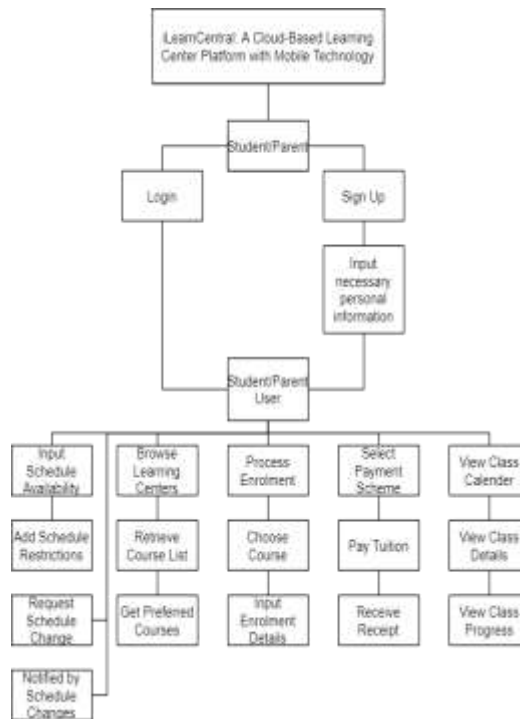 iLearnCentral: A Cloud-Based Learning
Center Platform with Mobile Technology
Student/Parent
Login
Sign Up
Input
necessary
personal
information
Student/Parent
User
Input
Schedule
Availability
Browse
Learning
Centers
Process
Enrolment
Select
Payment
Scheme
View Class
Calender
Add Schedule
Restrictions
Retrieve
Course List
Choose
Course
Pay Tuition
View Class
Details
Request
Schedule
Change
Get Preferred
Courses
Input
Enrolment
Details
Receive
Receipt
View Class
Progress
Notified by
Schedule
Changes